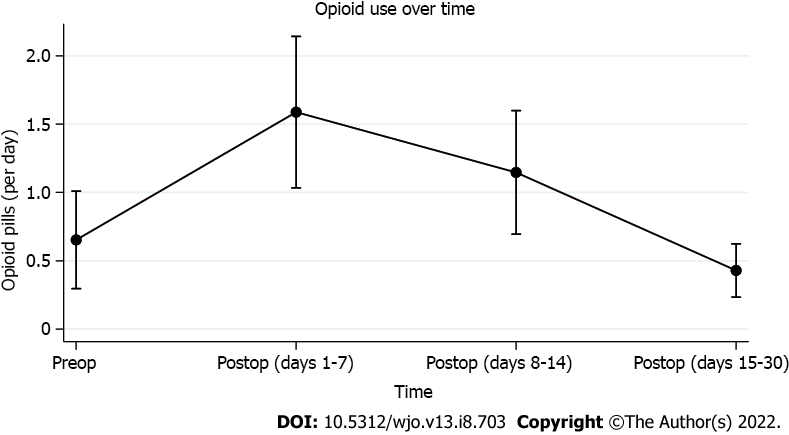 Opioid use over time
Opioid pills (per day)
2.0
1.5
1.0
0.5
0
Preop
Postop (days 1-7)
Postop (days 8-14)
Postop (days 15-30)
Time
DOI: 10.5312/wjo.v13.i8.703 Copyright ©The Author(s) 2022.